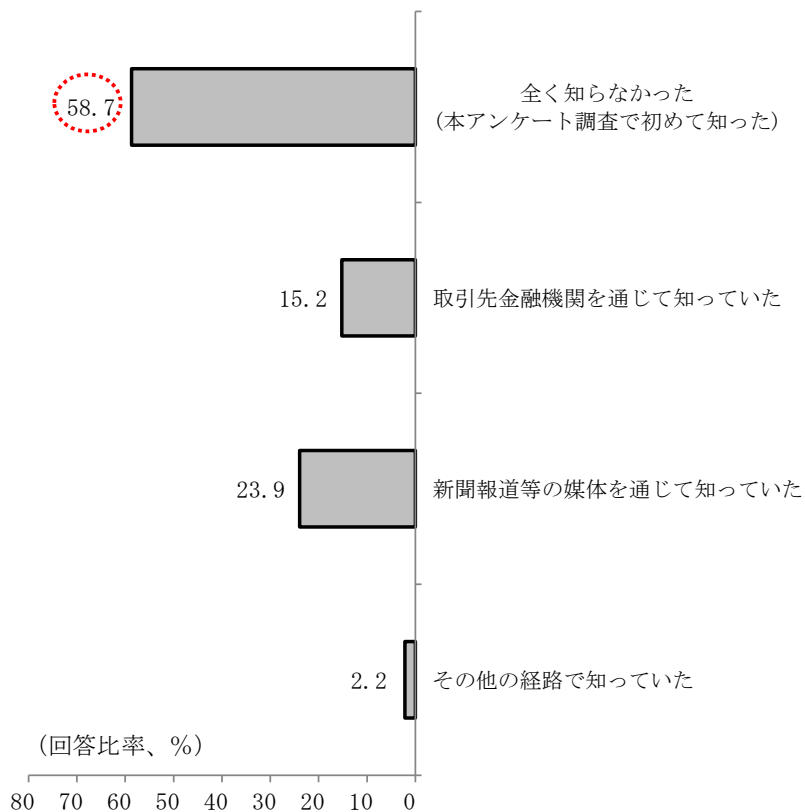 58.7
全く知らなかった
(本アンケート調査で初めて知った)
15.2
取引先金融機関を通じて知っていた
23.9
新聞報道等の媒体を通じて知っていた
2.2
その他の経路で知っていた
(回答比率、%)
80 70 60 50 40 30 20 10 0